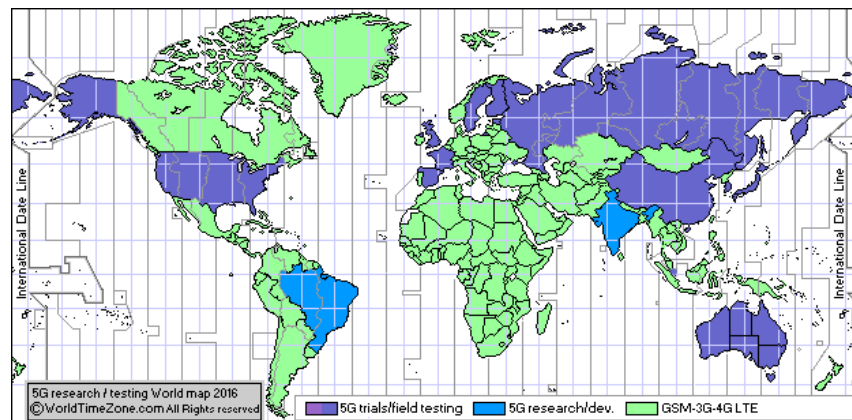 International Date Line
International Date Line
5G research / testing World map 2016
©WorldTimeZone.com All Rights reserved
5G trials/field testing
5G research/dev.
GSM-3G-4G LTE